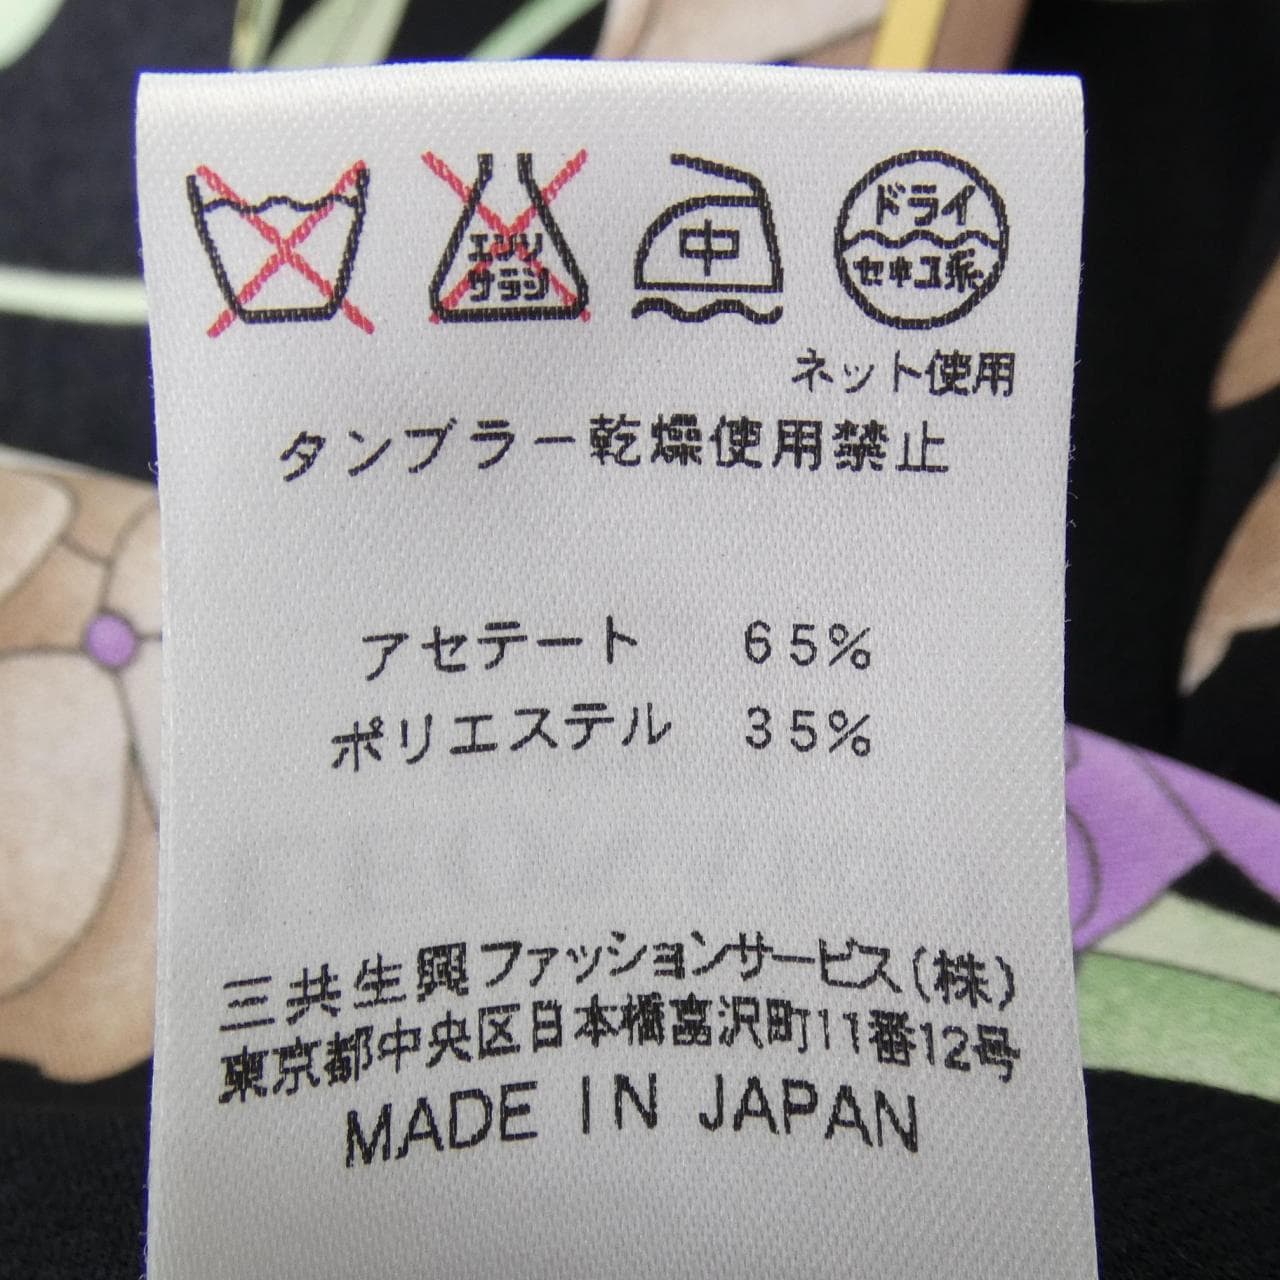 エンソ
サラシ
中
ドライ
セキユ系
ネット使用
タンブラー乾燥使用禁止
アセテート 65%
ポリエステル 35%
三共生興ファッションサービス(株)
東京都中央区日本橋富沢町11番12号
MADE IN JAPAN